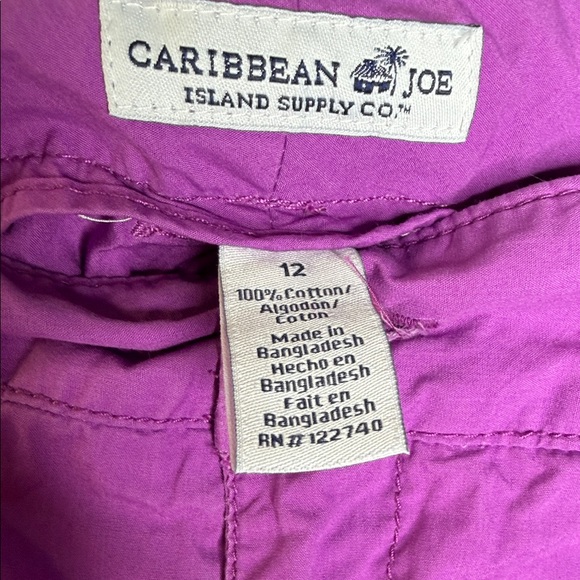 CARIBBEAN JOE
ISLAND SUPPLY CO.™
12
100% Cotton/
Algodón/
Coton
Made in
Bangladesh
Hecho en
Bangladesh
Fait en
Bangladesh
RN # 122740